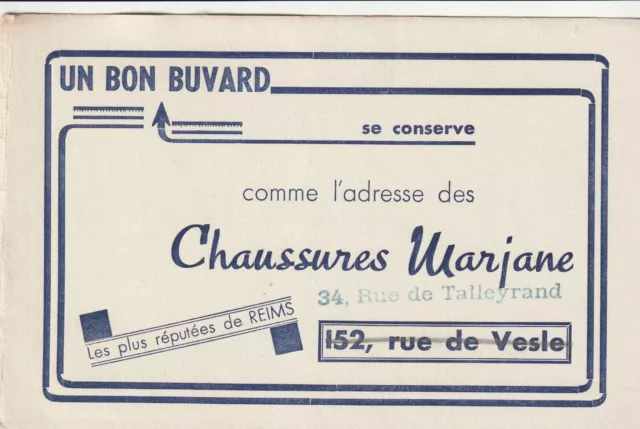 UN BON BUVARD
se conserve
comme l'adresse des
Chaussures Marjane
34, Rue de Talleyrand
Les plus réputées de REIMS
152, rue de Vesle